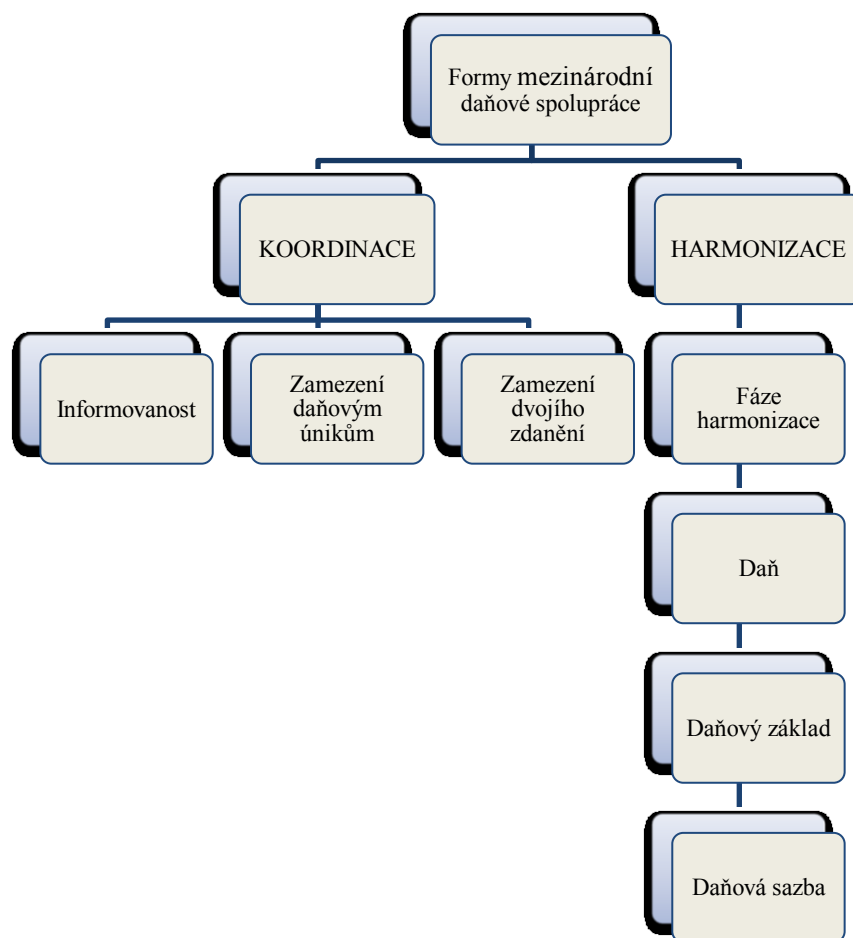 Formy mezinárodní
daňové spolupráce
KOORDINACE
HARMONIZACE
Informovanost
Zamezení
daňovým
únikům
Zamezení
dvojího
zdanění
Fáze
harmonizace
Daň
Daňový základ
Daňová sazba